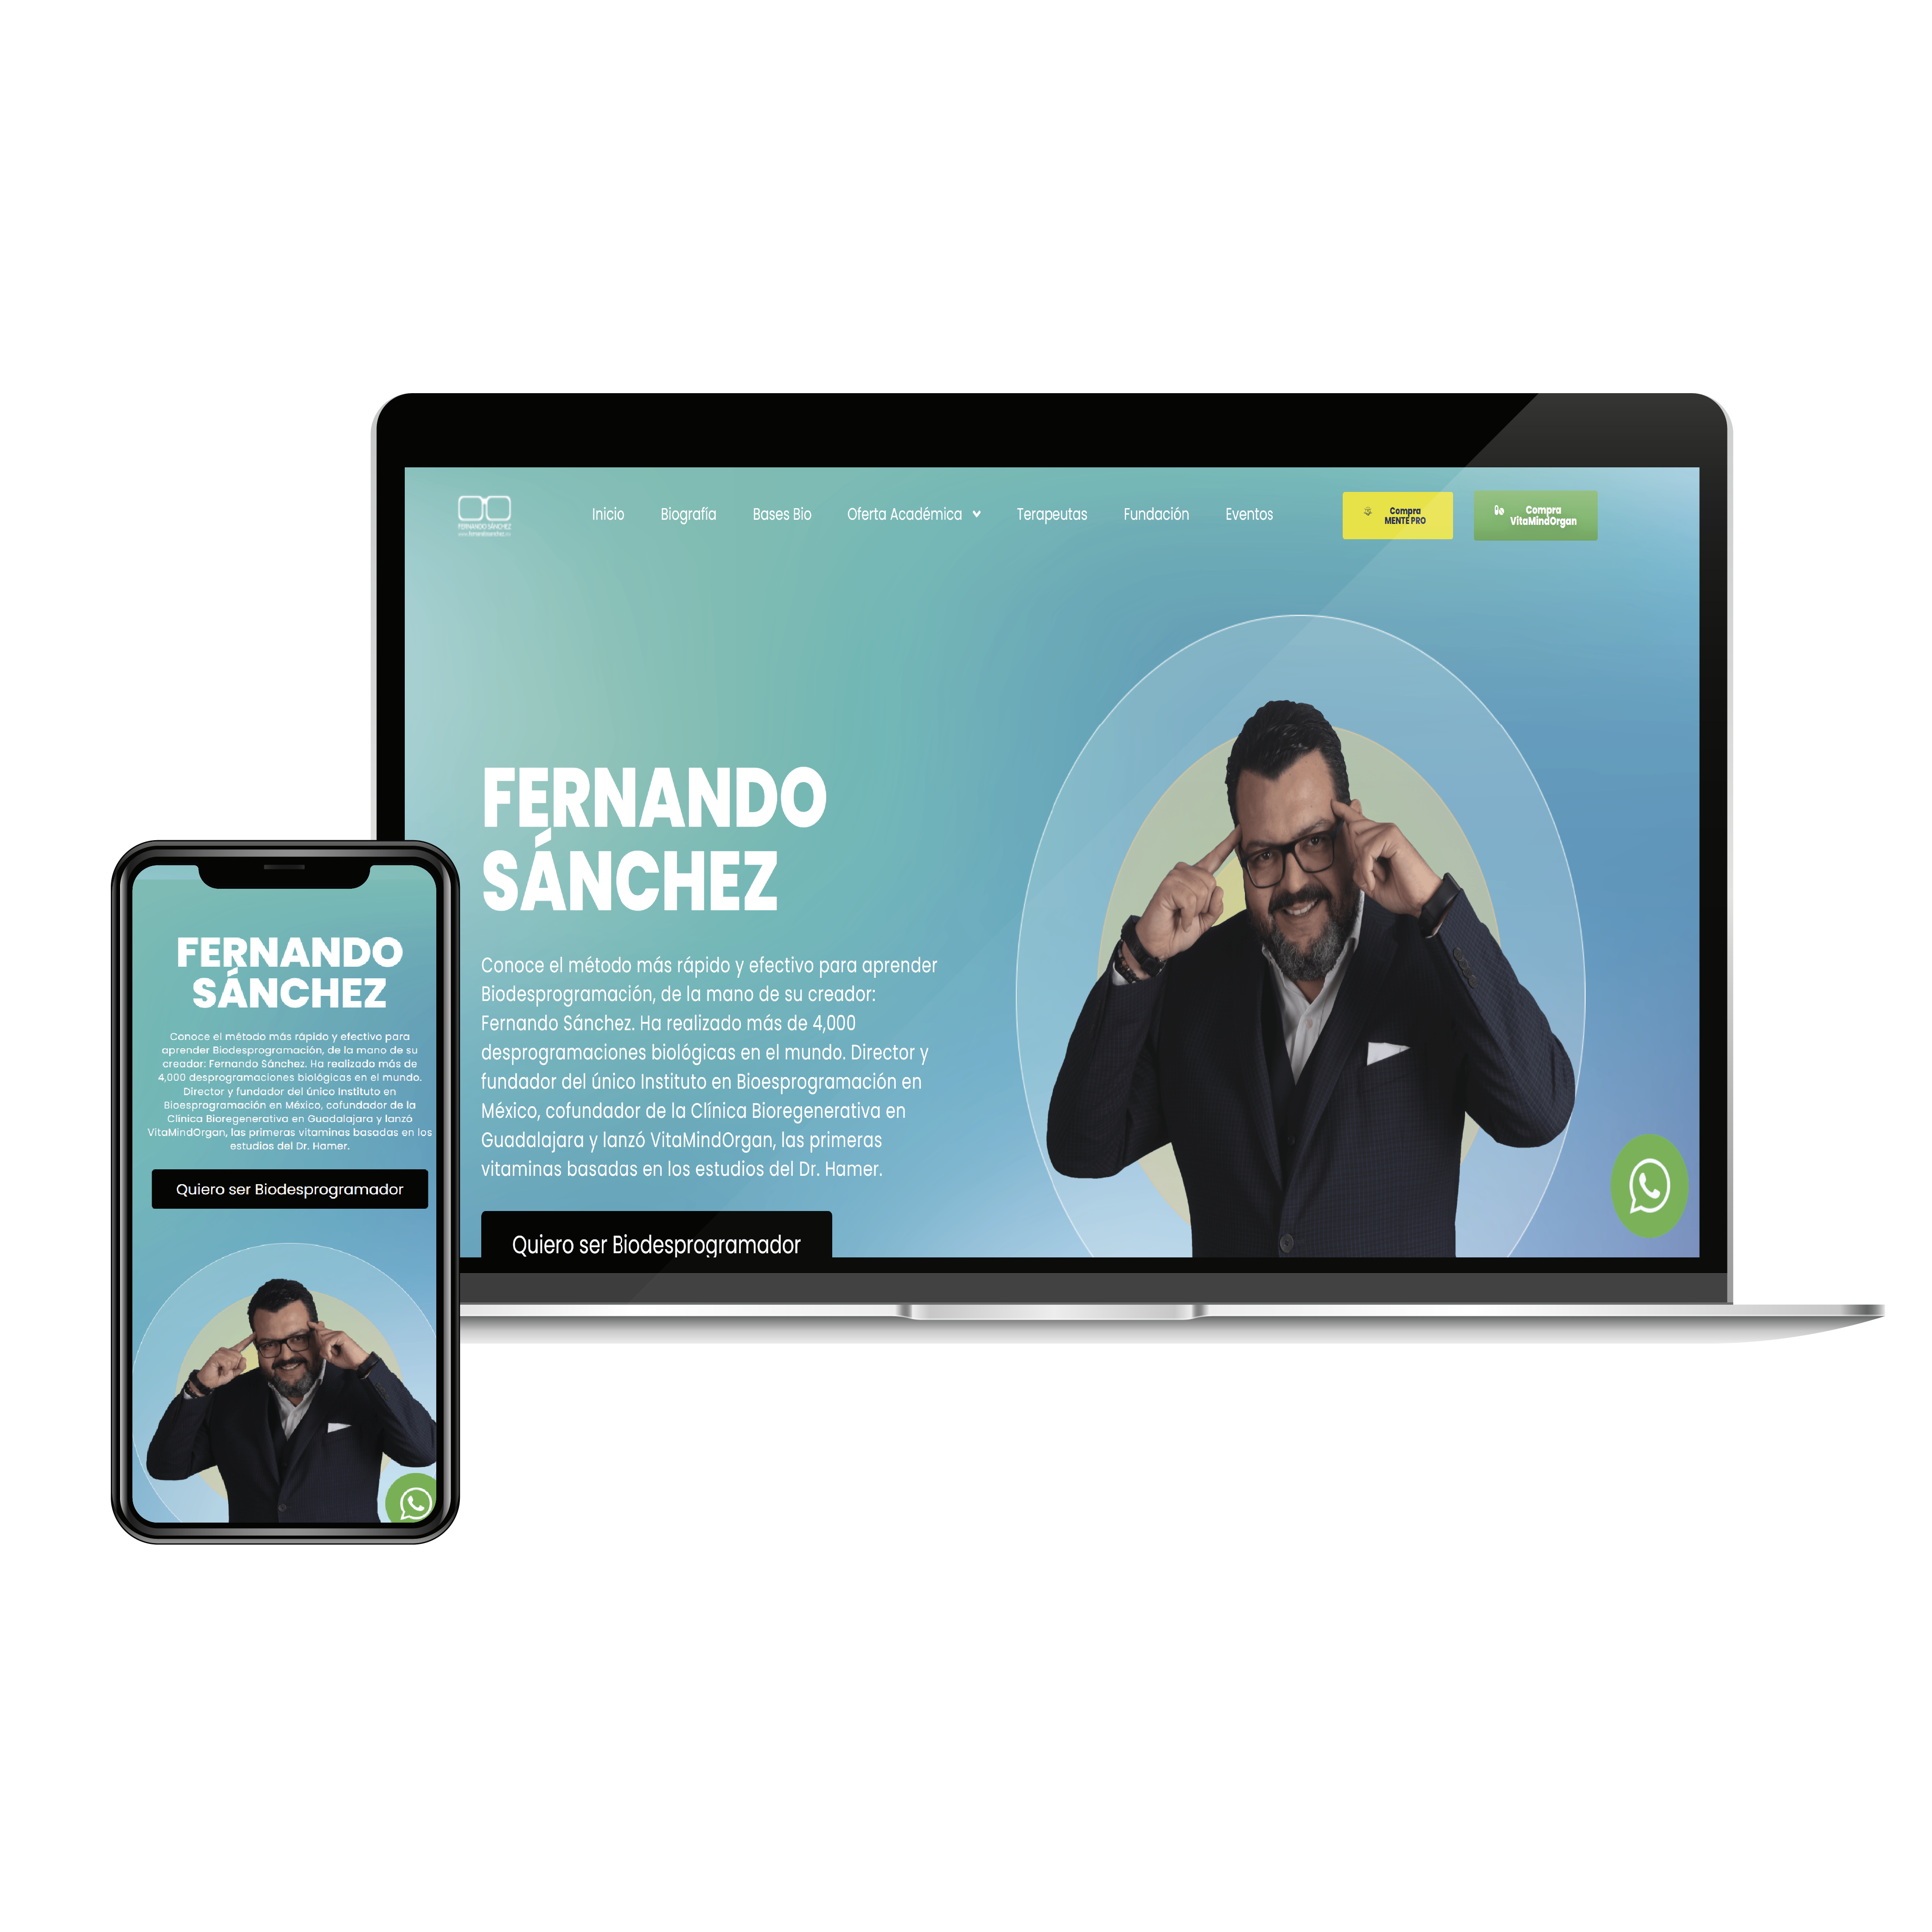 FERNANDO SÁNCHEZ
Inicio
Biografía
Bases Bio
Oferta Académica
Terapeutas
Fundación
Eventos
Compra
MENTE PRO
Compra
VitaMindOrgan
FERNANDO
SÁNCHEZ
Conoce el método más rápido y efectivo para aprender
Biodesprogramación, de la mano de su creador:
Fernando Sánchez. Ha realizado más de 4,000
desprogramaciones biológicas en el mundo. Director y
fundador del único Instituto en Bioesprogramación en
México, cofundador de la Clínica Bioregenerativa en
Guadalajara y lanzó VitaMindOrgan, las primeras
vitaminas basadas en los estudios del Dr. Hamer.
Quiero ser Biodesprogramador
FERNANDO
SÁNCHEZ
Conoce el método más rápido y efectivo para
aprender Biodesprogramación, de la mano de su
creador: Fernando Sánchez. Ha realizado más de
4,000 desprogramaciones biológicas en el mundo.
Director y fundador del único Instituto en
Bioesprogramación en México, cofundador de la
Clínica Bioregenerativa en Guadalajara y lanzó
VitaMindOrgan, las primeras vitaminas basadas en los
estudios del Dr. Hamer.
Quiero ser Biodesprogramador